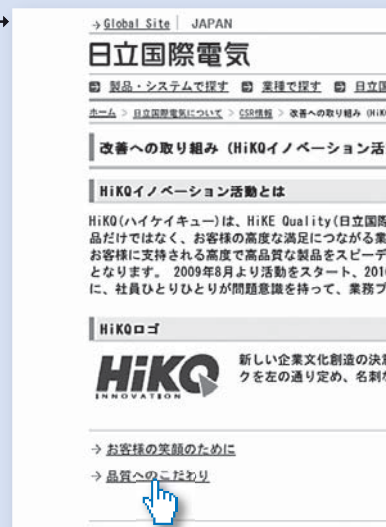 → Global Site | JAPAN
日立国際電気
製品・システムで探す 業種で探す 日立国
ホーム > 日立国際電気について > CSR情報 > 改善への取り組み (HiKQ
改善への取り組み (HiKQイノベーション活
HiKQイノベーション活動とは
HiKQ(ハイケイキュー)は、HiKE Quality(日立国際
品だけではなく、お客様の高度な満足につながる業
お客様に支持される高度で高品質な製品をスピーデ
となります。 2009年8月より活動をスタート、201
に、社員ひとりひとりが問題意識を持って、業務プ
HiKQロゴ
HiKQ
INNOVATION
新しい企業文化創造の決意
クを左の通り定め、名刺な
→ お客様の笑顔のために
→ 品質へのこだわり